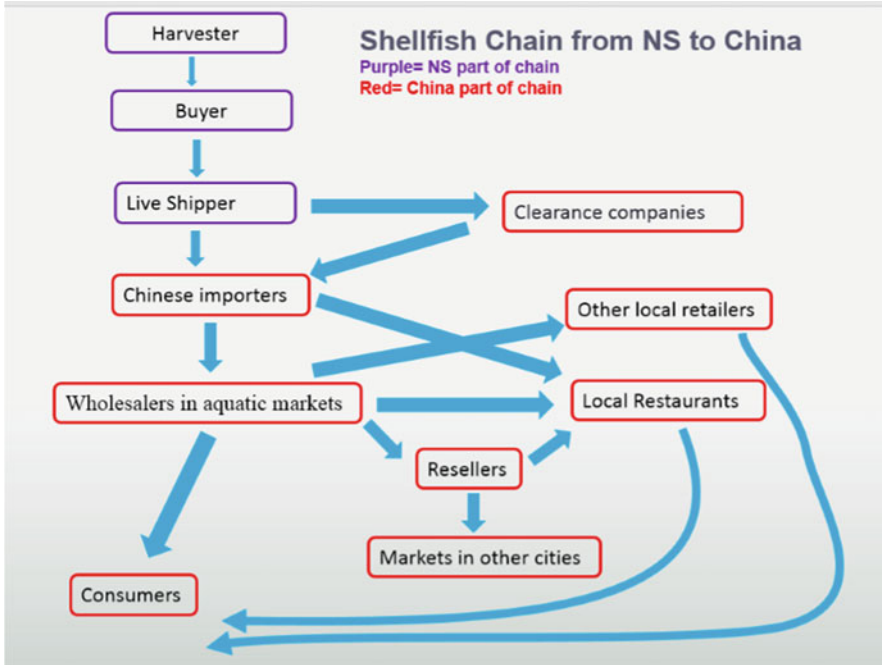 Harvester
Shellfish Chain from NS to China
Purple= NS part of chain
Red= China part of chain
Buyer
Live Shipper
Clearance companies
Chinese importers
Other local retailers
Wholesalers in aquatic markets
Local Restaurants
Resellers
Markets in other cities
Consumers